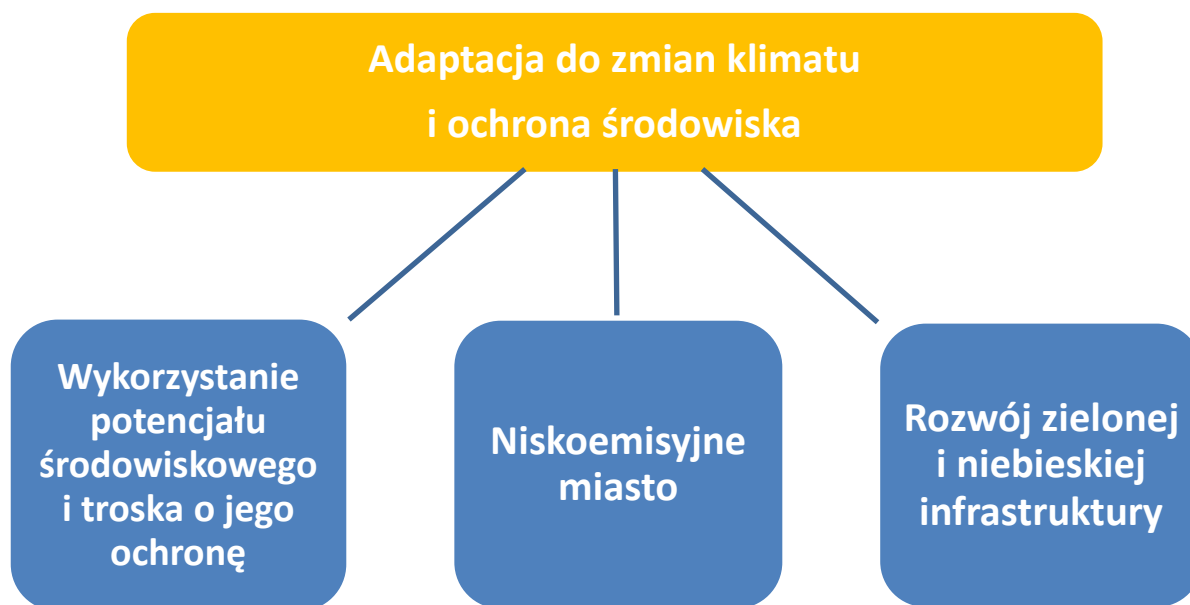 Adaptacja do zmian klimatu
i ochrona środowiska
Wykorzystanie
potencjału
środowiskowego
i troska o jego
ochronę
Niskoemisyjne
miasto
Rozwój zielonej
i niebieskiej
infrastruktury